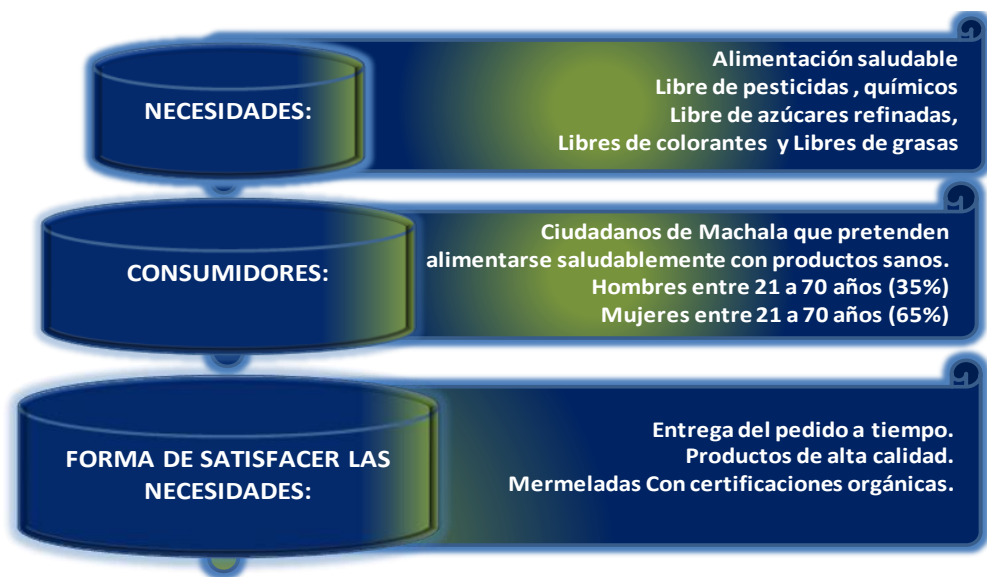 NECESIDADES:
Alimentación saludable
Libre de pesticidas , químicos
Libre de azúcares refinadas,
Libres de colorantes y Libres de grasas
CONSUMIDORES:
Ciudadanos de Machala que pretenden
alimentarse saludablemente con productos sanos.
Hombres entre 21 a 70 años (35%)
Mujeres entre 21 a 70 años (65%)
FORMA DE SATISFACER LAS
NECESIDADES:
Entrega del pedido a tiempo.
Productos de alta calidad.
Mermeladas Con certificaciones orgánicas.